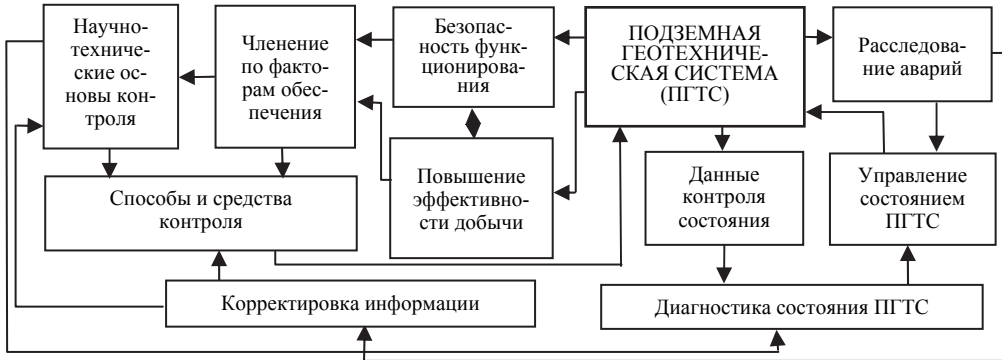 Научно-
техниче-
ские ос-
новы кон-
троля
Членение
по факто-
рам обес-
печения
Безопас-
ность функ-
ционирова-
ния
ПОДЗЕМНАЯ
ГЕОТЕХНИЧЕ-
СКАЯ СИСТЕМА
(ПГТС)
Расследова-
ние аварий
Способы и средства
контроля
Повышение
эффективно-
сти добычи
Данные
контроля
состояния
Управление
состоянием
ПГТС
Корректировка информации
Диагностика состояния ПГТС